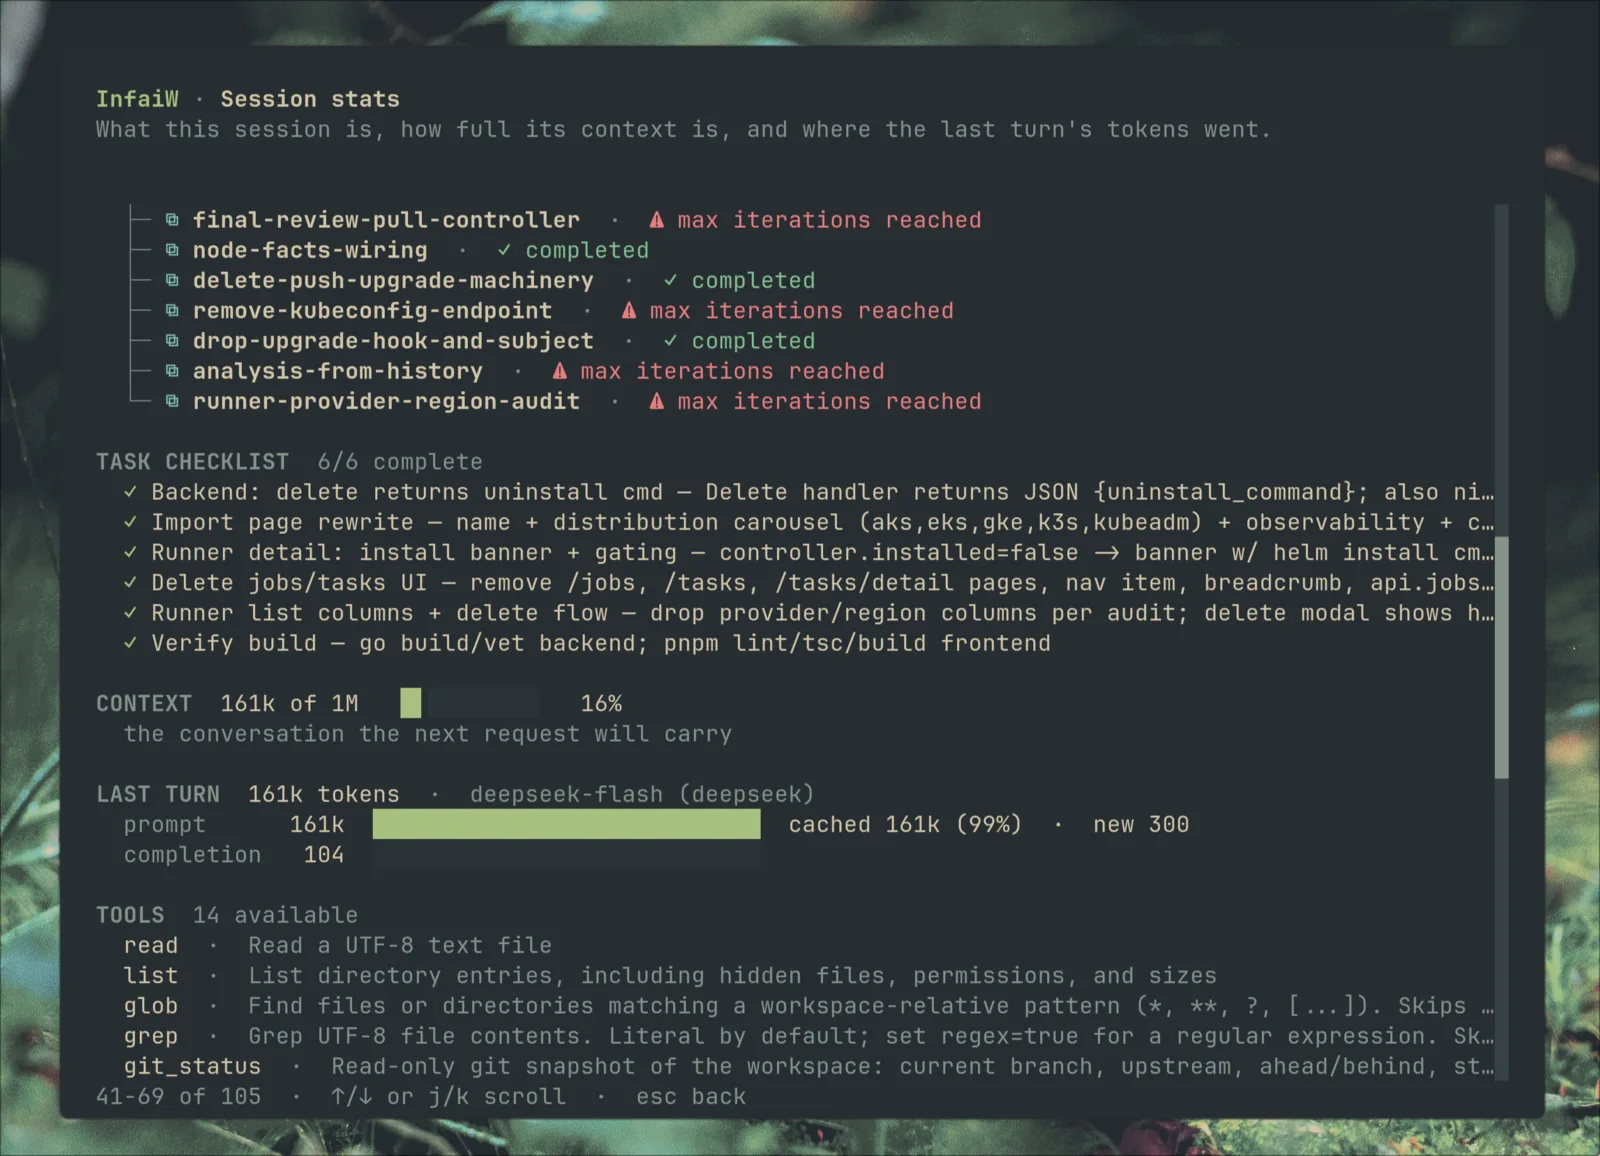 InfaiW · Session stats
What this session is, how full its context is, and where the last turn's tokens went.
final-review-pull-controller · ⚠ max iterations reached
node-facts-wiring · ✓ completed
delete-push-upgrade-machinery · ✓ completed
remove-kubeconfig-endpoint · ⚠ max iterations reached
drop-upgrade-hook-and-subject · ✓ completed
analysis-from-history · ⚠ max iterations reached
runner-provider-region-audit · ⚠ max iterations reached
TASK CHECKLIST 6/6 complete
✓ Backend: delete returns uninstall cmd — Delete handler returns JSON {uninstall_command}; also ni…
✓ Import page rewrite — name + distribution carousel (aks,eks,gke,k3s,kubeadm) + observability + c…
✓ Runner detail: install banner + gating — controller.installed=false → banner w/ helm install cm…
✓ Delete jobs/tasks UI — remove /jobs, /tasks, /tasks/detail pages, nav item, breadcrumb, api.jobs…
✓ Runner list columns + delete flow — drop provider/region columns per audit; delete modal shows h…
✓ Verify build — go build/vet backend; pnpm lint/tsc/build frontend
CONTEXT 161k of 1M 16%
the conversation the next request will carry
LAST TURN 161k tokens · deepseek-flash (deepseek)
prompt 161k cached 161k (99%) · new 300
completion 104
TOOLS 14 available
read · Read a UTF-8 text file
list · List directory entries, including hidden files, permissions, and sizes
glob · Find files or directories matching a workspace-relative pattern (*, **, ?, [...]). Skips …
grep · Grep UTF-8 file contents. Literal by default; set regex=true for a regular expression. Sk…
git_status · Read-only git snapshot of the workspace: current branch, upstream, ahead/behind, st…
41-69 of 105 · ↑/↓ or j/k scroll · esc back